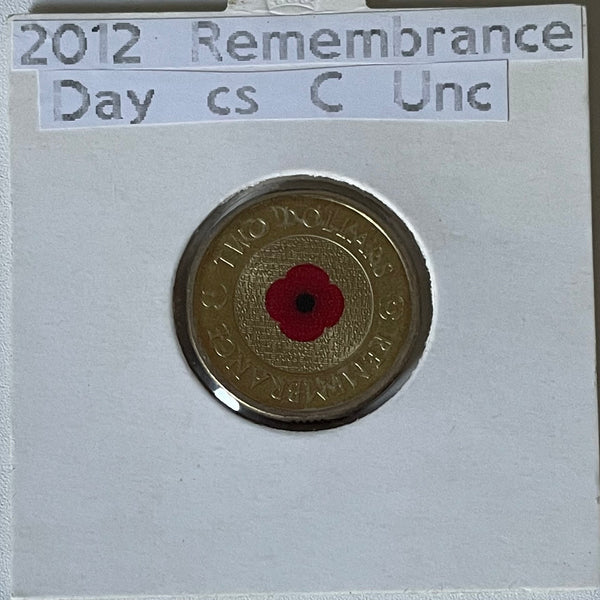 2012 Remembrance
Day cs C Unc
TWO DOLLARS
C REMEMBRANCE C